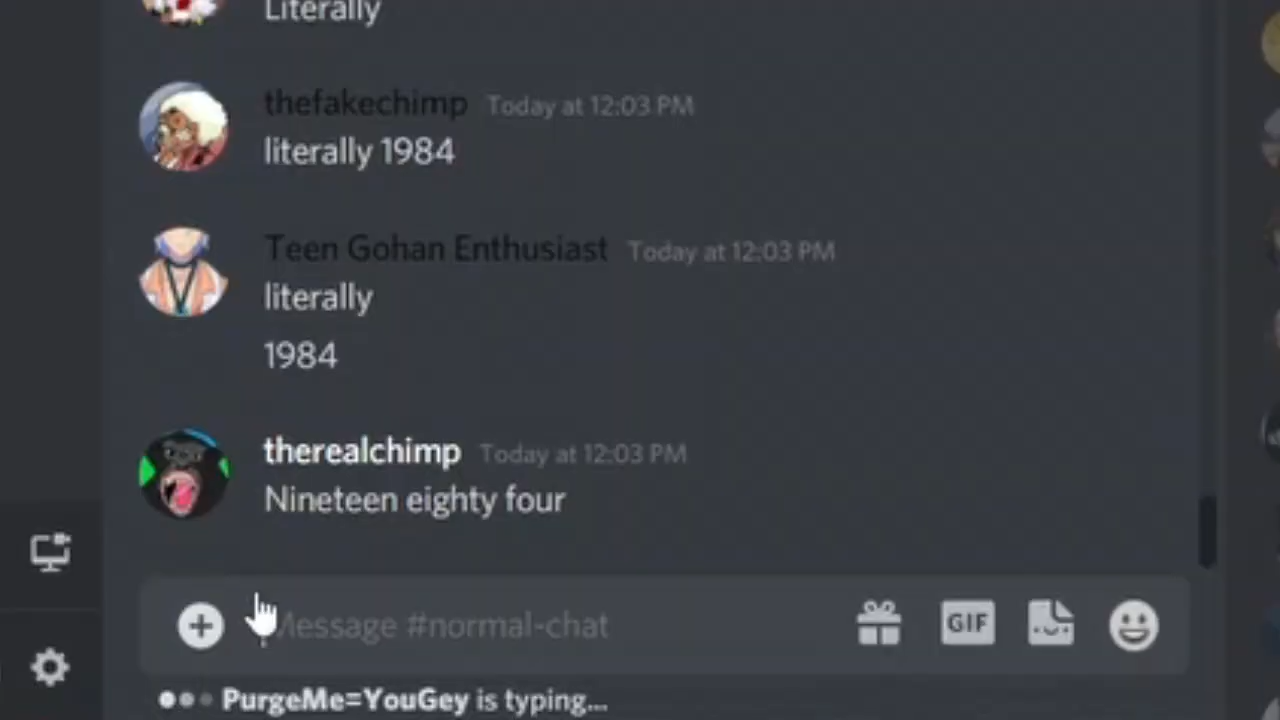 Literally
thefakechimp Today at 12:03 PM
literally 1984
Teen Gohan Enthusiast Today at 12:03 PM
literally
1984
therealchimp Today at 12:03 PM
Nineteen eighty four
Message #normal-chat
GIF
PurgeMe=YouGey is typing...